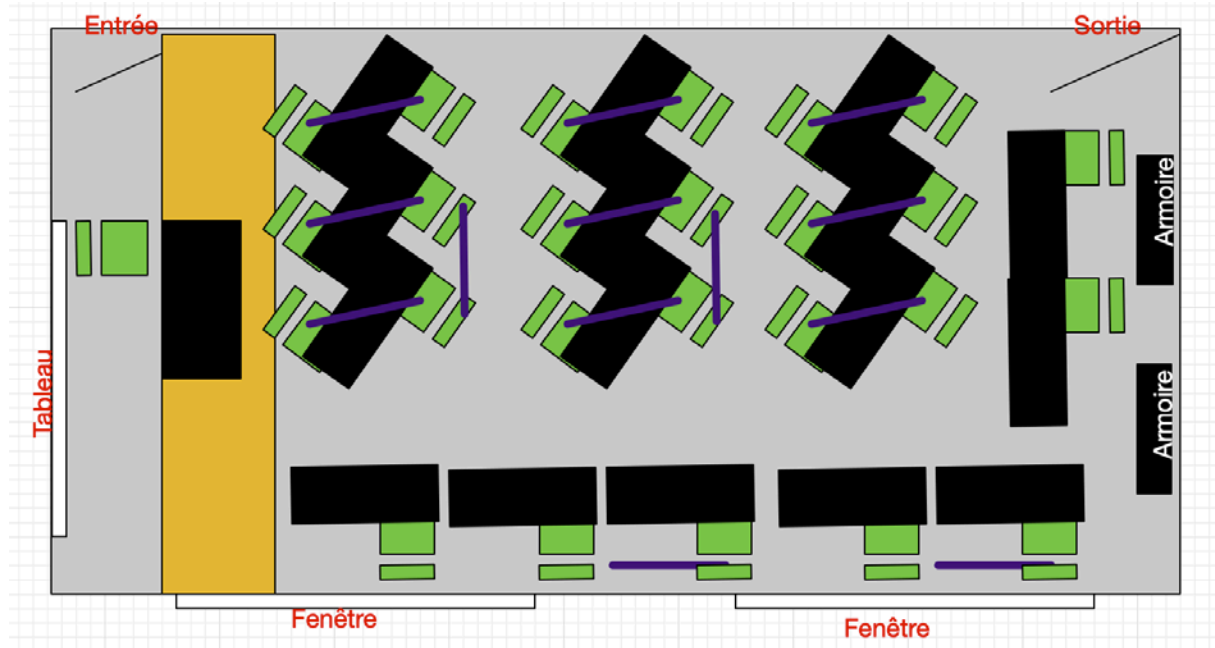 Entrée
Sortie
Armoire
Tableau
Armoire
Fenêtre
Fenêtre